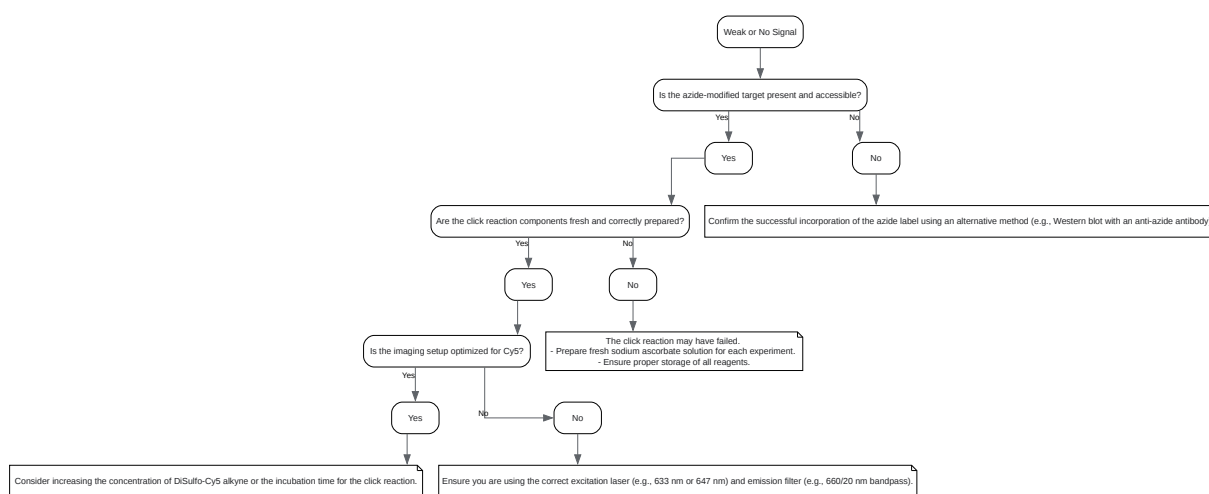 Weak or No Signal
Is the azide-modified target present and accessible?
Yes
No
Yes
No
Are the click reaction components fresh and correctly prepared?
Confirm the successful incorporation of the azide label using an alternative method (e.g., Western blot with an anti-azide antibody
Yes
No
Yes
No
Is the imaging setup optimized for Cy5?
The click reaction may have failed.
- Prepare fresh sodium ascorbate solution for each experiment.
- Ensure proper storage of all reagents.
Yes
No
Yes
No
Consider increasing the concentration of DiSulfo-Cy5 alkyne or the incubation time for the click reaction.
Ensure you are using the correct excitation laser (e.g., 633 nm or 647 nm) and emission filter (e.g., 660/20 nm bandpass).